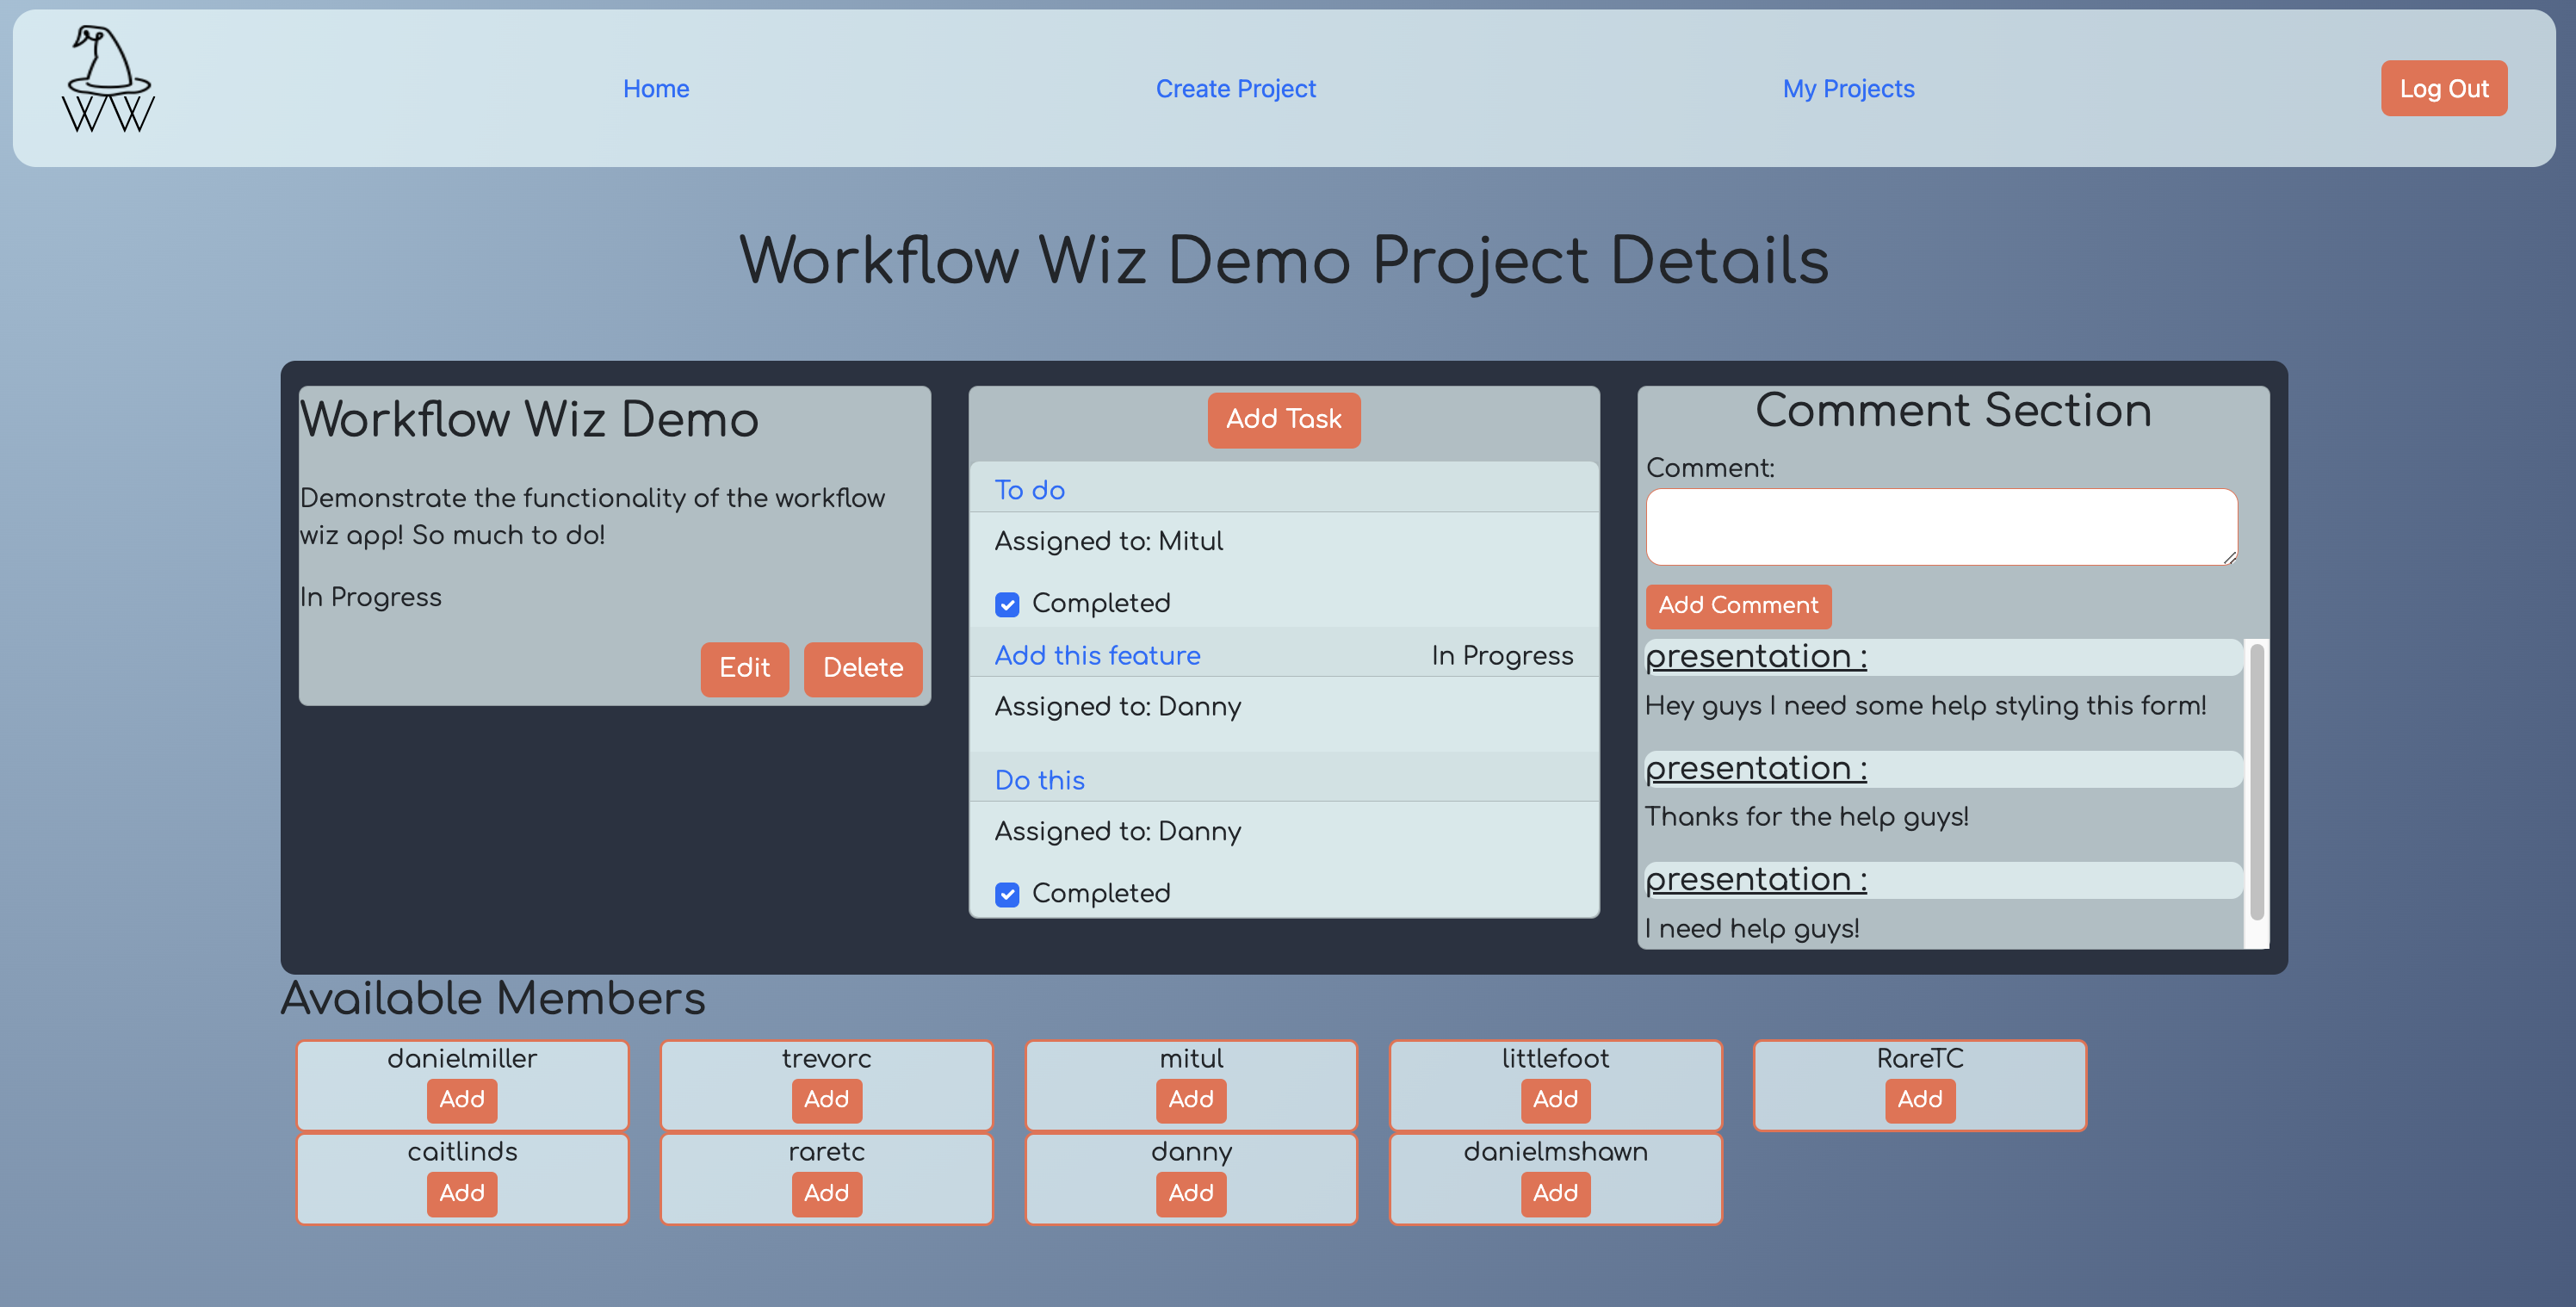 WW
Home
Create Project
My Projects
Log Out
Workflow Wiz Demo Project Details
Workflow Wiz Demo
Demonstrate the functionality of the workflow
wiz app! So much to do!
In Progress
Edit
Delete
Add Task
To do
Assigned to: Mitul
Completed
Add this feature
In Progress
Assigned to: Danny
Do this
Assigned to: Danny
Completed
Comment Section
Comment:
Add Comment
presentation :
Hey guys I need some help styling this form!
presentation :
Thanks for the help guys!
presentation :
I need help guys!
Available Members
danielmiller
Add
trevorc
Add
mitul
Add
littlefoot
Add
RareTC
Add
caitlinds
Add
raretc
Add
danny
Add
danielmshawn
Add